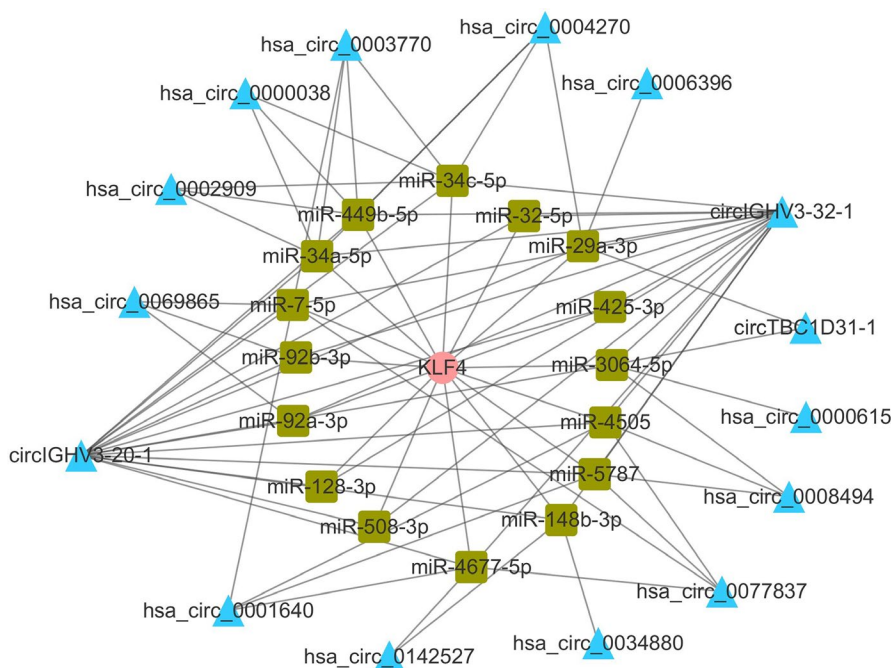 hsa_circ_0004270
hsa_circ_0003770
hsa_circ_0006396
hsa_circ_0000038
miR-34c-5p
hsa_circ_0002909
miR-449b-5p
miR-32-5p
circIGHV3-32-1
miR-29a-3p
miR-34a-5p
hsa_circ_0069865
miR-7-5p
miR-425-3p
circTBC1D31-1
miR-92b-3p
KLF4
miR-3064-5p
hsa_circ_0000615
miR-92a-3p
miR-4505
circIGHV3-20-1
miR-5787
miR-128-3p
hsa_circ_0008494
miR-508-3p
miR-148b-3p
miR-4677-5p
hsa_circ_0077837
hsa_circ_0001640
hsa_circ_0034880
hsa_circ_0142527